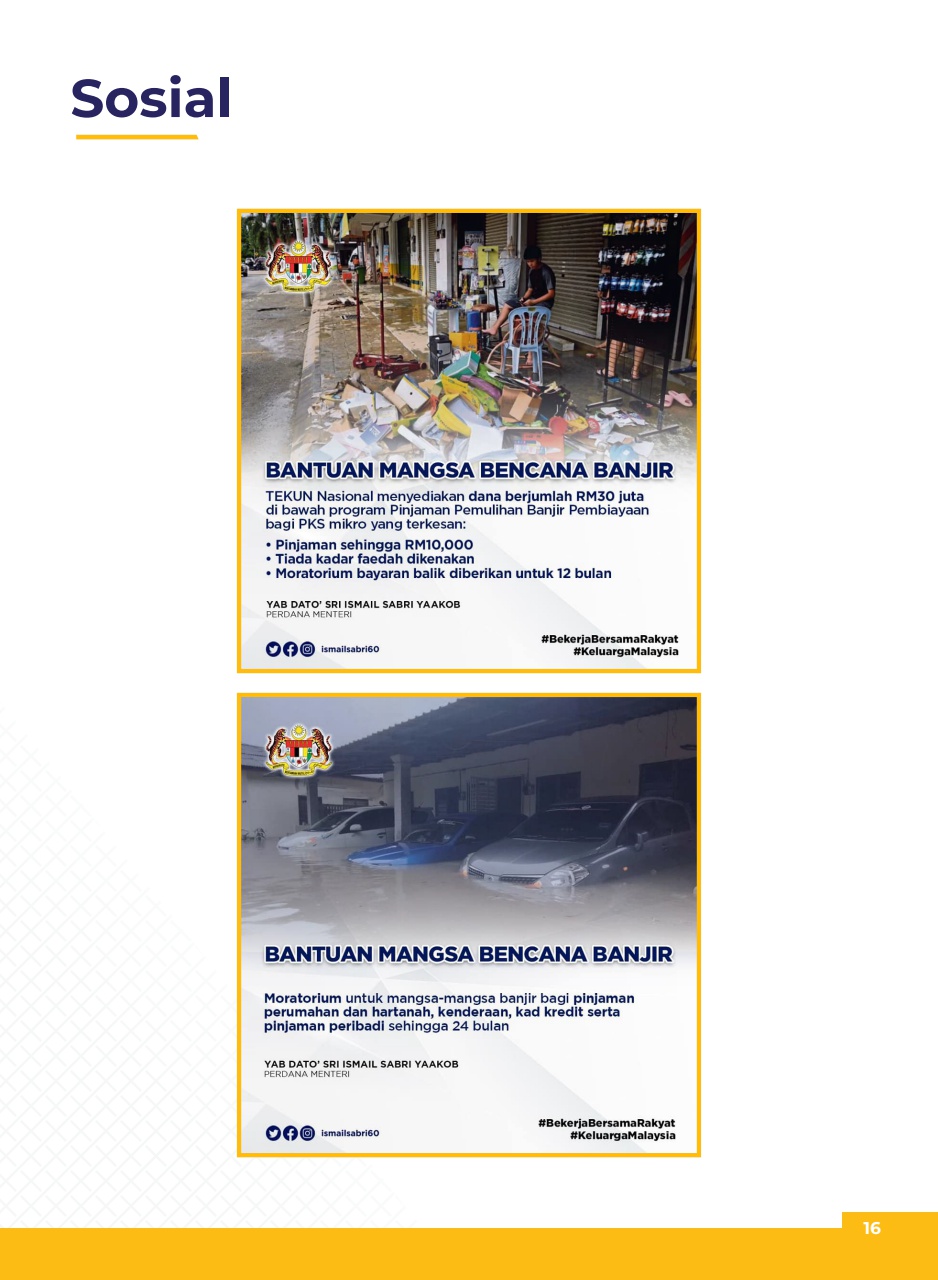 Sosial
BANTUAN MANGSA BENCANA BANJIR
TEKUN Nasional menyediakan dana berjumlah RM30 juta
di bawah program Pinjaman Pemulihan Banjir Pembiayaan
bagi PKS mikro yang terkesan:
• Pinjaman sehingga RM10,000
• Tiada kadar faedah dikenakan
• Moratorium bayaran balik diberikan untuk 12 bulan
YAB DATO’ SRI ISMAIL SABRI YAAKOB
PERDANA MENTERI
ismailsabri60
#BekerjaBersamaRakyat
#KeluargaMalaysia
BANTUAN MANGSA BENCANA BANJIR
Moratorium untuk mangsa-mangsa banjir bagi pinjaman
perumahan dan hartanah, kenderaan, kad kredit serta
pinjaman peribadi sehingga 24 bulan
YAB DATO’ SRI ISMAIL SABRI YAAKOB
PERDANA MENTERI
ismailsabri60
#BekerjaBersamaRakyat
#KeluargaMalaysia
16